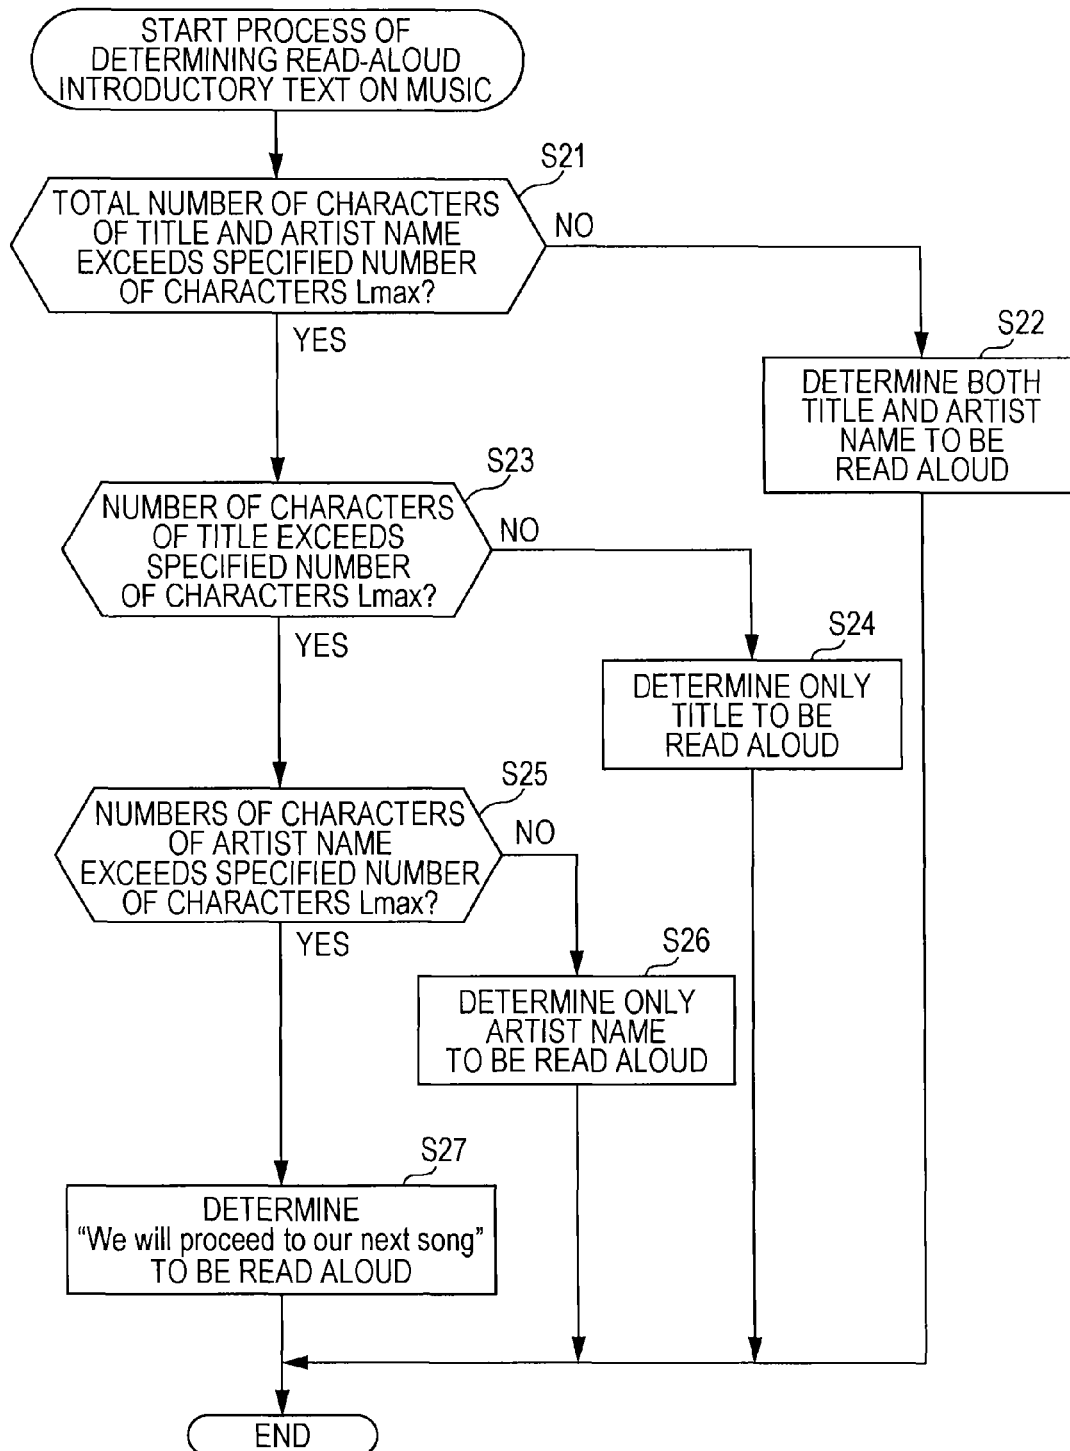 START PROCESS OF
DETERMINING READ-ALOUD
INTRODUCTORY TEXT ON MUSIC
S21
TOTAL NUMBER OF CHARACTERS
OF TITLE AND ARTIST NAME
EXCEEDS SPECIFIED NUMBER
OF CHARACTERS Lmax?
NO
YES
S22
DETERMINE BOTH
TITLE AND ARTIST
NAME TO BE
READ ALOUD
S23
NUMBER OF CHARACTERS
OF TITLE EXCEEDS
SPECIFIED NUMBER
OF CHARACTERS Lmax?
NO
YES
S24
DETERMINE ONLY
TITLE TO BE
READ ALOUD
S25
NUMBERS OF CHARACTERS
OF ARTIST NAME
EXCEEDS SPECIFIED NUMBER
OF CHARACTERS Lmax?
NO
YES
S26
DETERMINE ONLY
ARTIST NAME
TO BE READ ALOUD
S27
DETERMINE
“We will proceed to our next song”
TO BE READ ALOUD
END